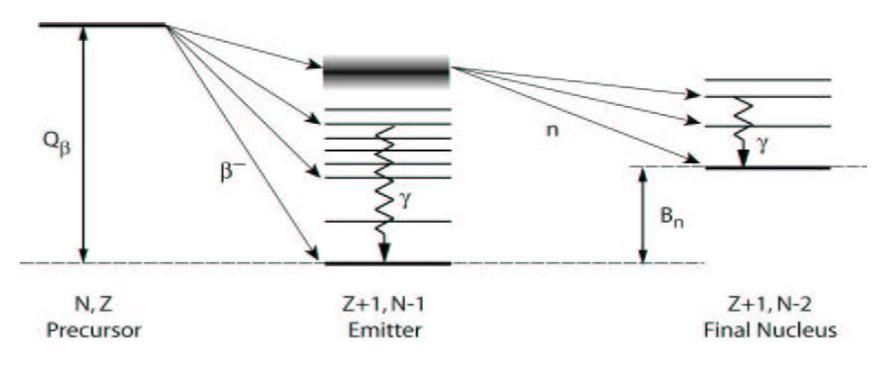 Qβ
β−
γ
n
γ
Bn
N, Z
Precursor
Z+1, N-1
Emitter
Z+1, N-2
Final Nucleus